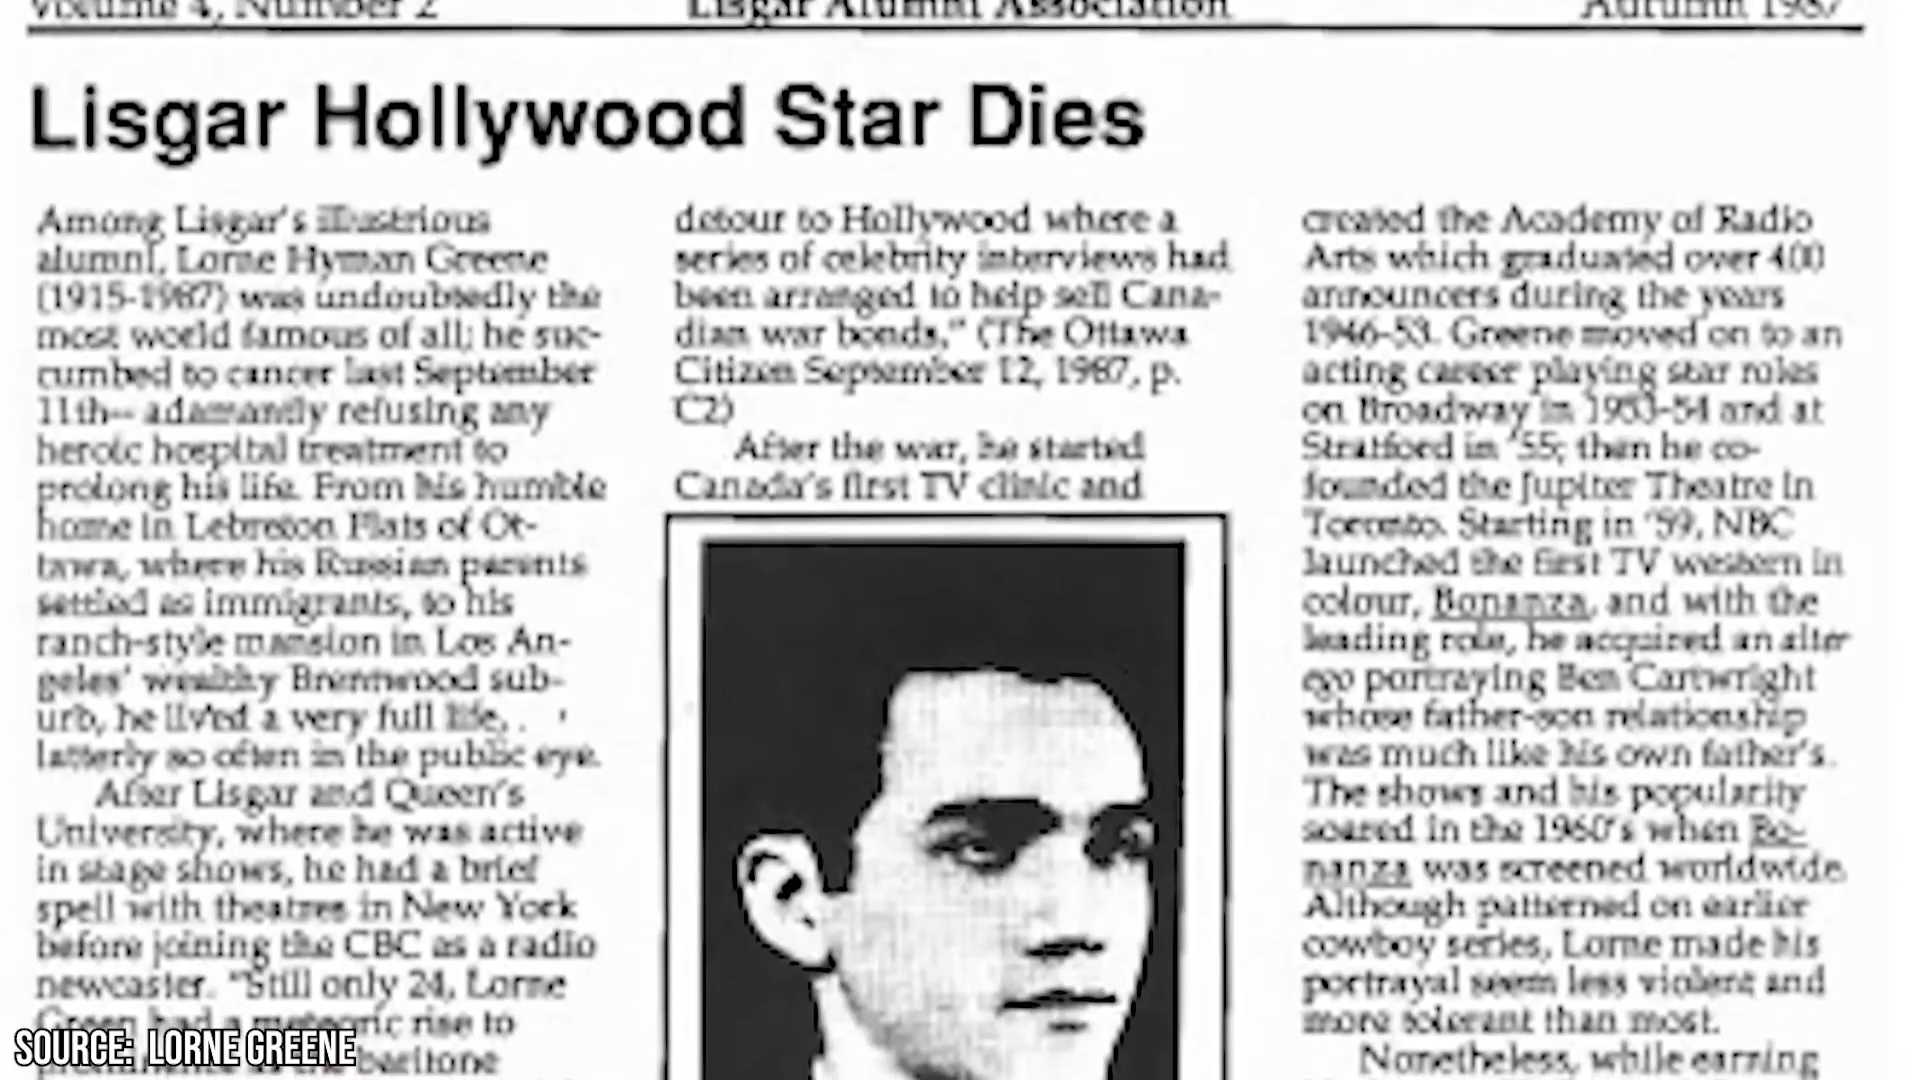 Volume 4, Number 2
Lisgar Alumni Association
Autumn 1987
Lisgar Hollywood Star Dies
Among Lisgar's illustrious
alumni, Lorne Hyman Greene
(1915-1987) was undoubtedly the
most world famous of all; he suc-
cumbed to cancer last September
11th-- adamantly refusing any
heroic hospital treatment to
prolong his life. From his humble
home in Lebreton Flats of Ot-
tawa, where his Russian parents
settled as immigrants, to his
ranch-style mansion in Los An-
geles' wealthy Brentwood sub-
urb, he lived a very full life, .
latterly so often in the public eye.
After Lisgar and Queen's
University, where he was active
in stage shows, he had a brief
spell with theatres in New York
before joining the CBC as a radio
newcaster. "Still only 24, Lorne
Green had a meteoric rise to
baritone
detour to Hollywood where a
series of celebrity interviews had
been arranged to help sell Cana-
dian war bonds." (The Ottawa
Citizen September 12, 1987, p.
C2)
After the war, he started
Canada's first TV clinic and
created the Academy of Radio
Arts which graduated over 400
announcers during the years
1946-53. Greene moved on to an
acting career playing star roles
on Broadway in 1953-54 and at
Stratford in '55; then he co-
founded the Jupiter Theatre in
Toronto. Starting in '59, NBC
launched the first TV western in
colour, Bonanza, and with the
leading role, he acquired an alter
ego portraying Ben Cartwright
whose father-son relationship
was much like his own father's.
The shows and his popularity
soared in the 1960's when Bo-
nanza was screened worldwide.
Although patterned on earlier
cowboy series, Lorne made his
portrayal seem less violent and
more tolerant than most.
Nonetheless, while earning
SOURCE: LORNE GREENE